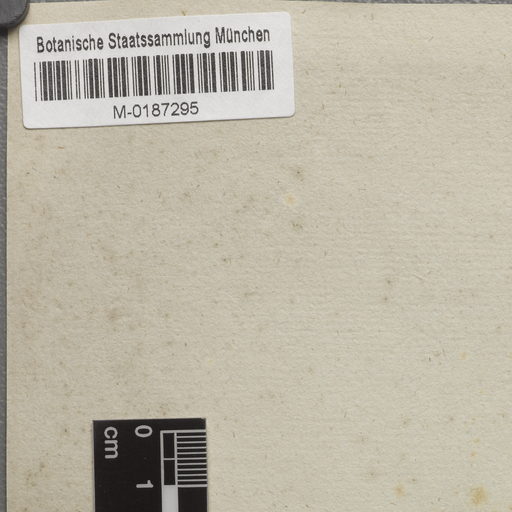 Botanische Staatssammlung München
M-0187295
cm
0
1